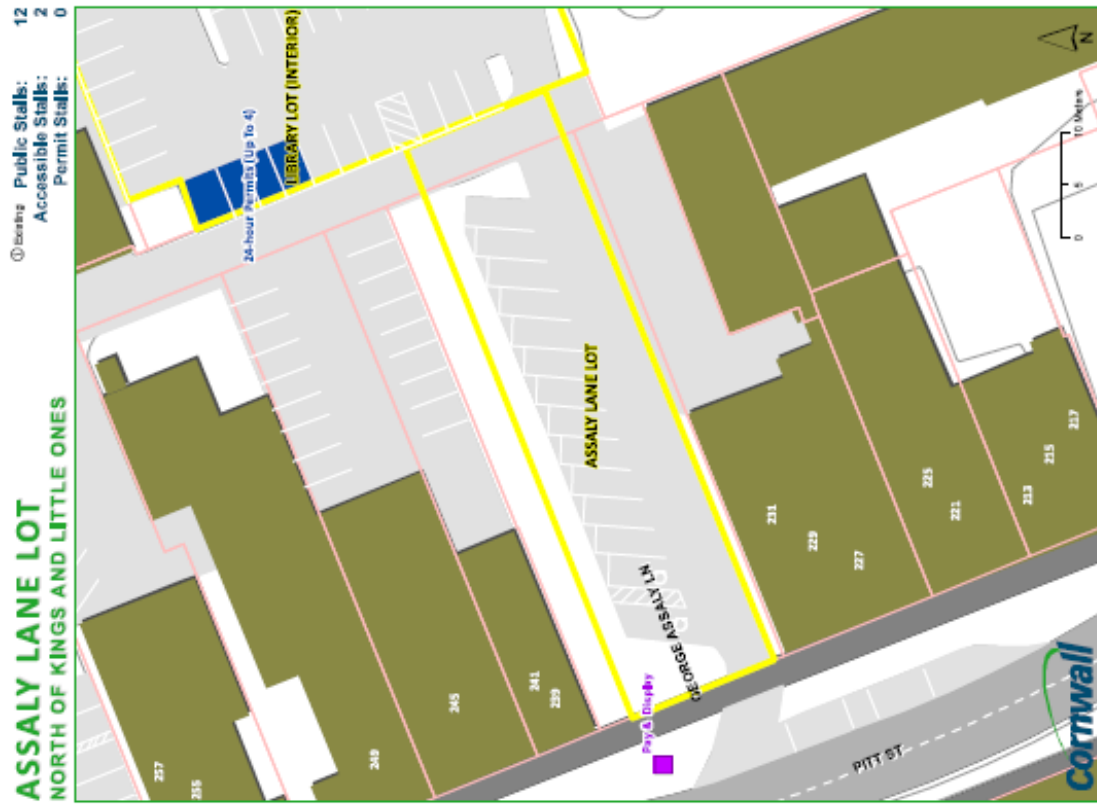 ASSALY LANE LOT
NORTH OF KINGS AND LITTLE ONES
① Existing Public Stalls: 12
Accessible Stalls: 2
Permit Stalls: 0
24-hour Permits (Up To 4)
LIBRARY LOT (INTERIOR)
ASSALY LANE LOT
GEORGE ASSALY LN
Pay & Display
PITT ST
257
255
249
245
241
239
231
229
227
225
221
213
215
217
0 5 10 Meters
N
Cornwall